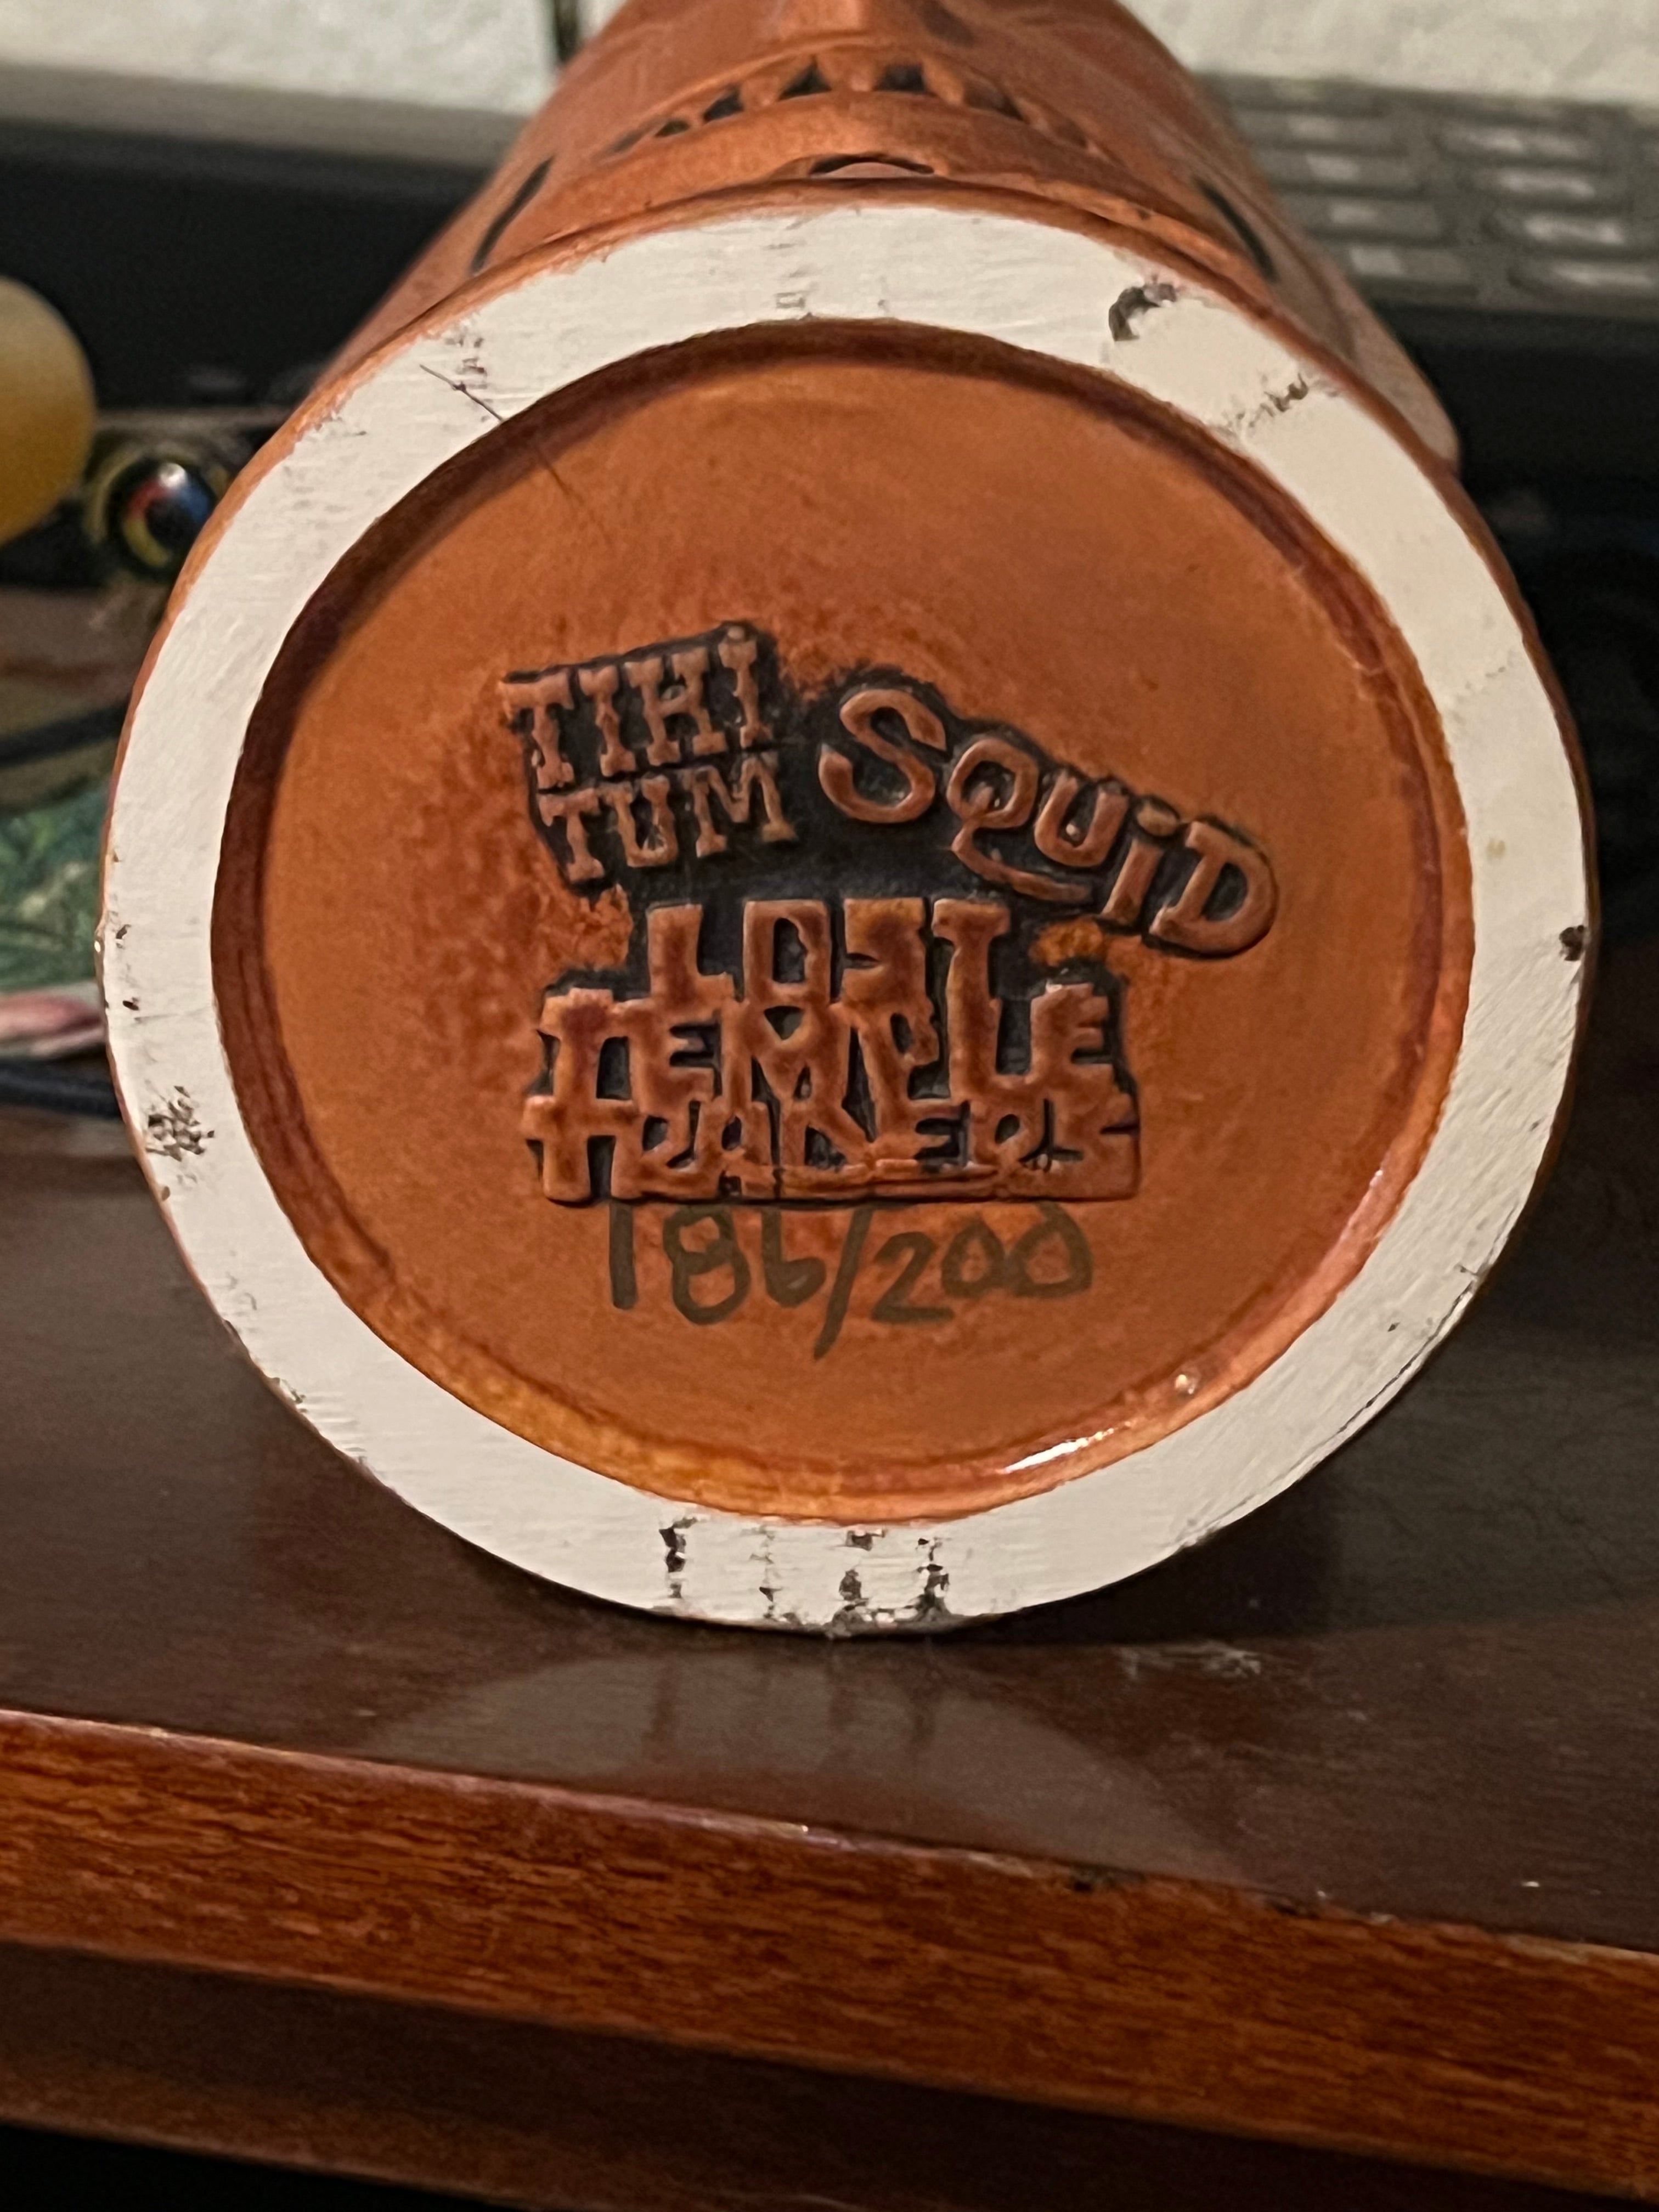 TIKI
TUM
SQUID
LOST
TEMPLE
TRADERS
186/200